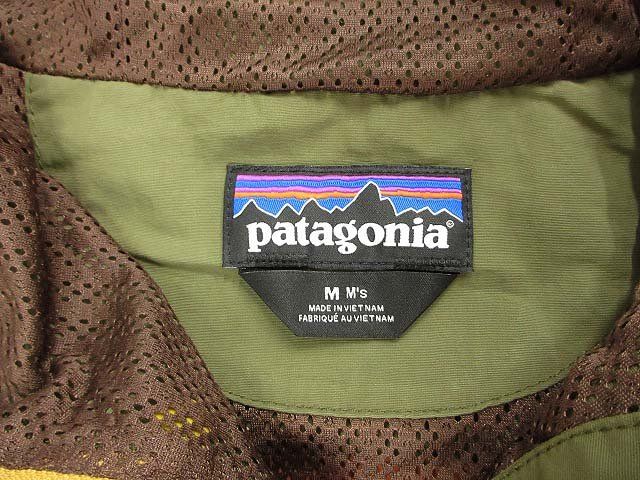 patagonia®
M M's
MADE IN VIETNAM
FABRIQUÉ AU VIETNAM